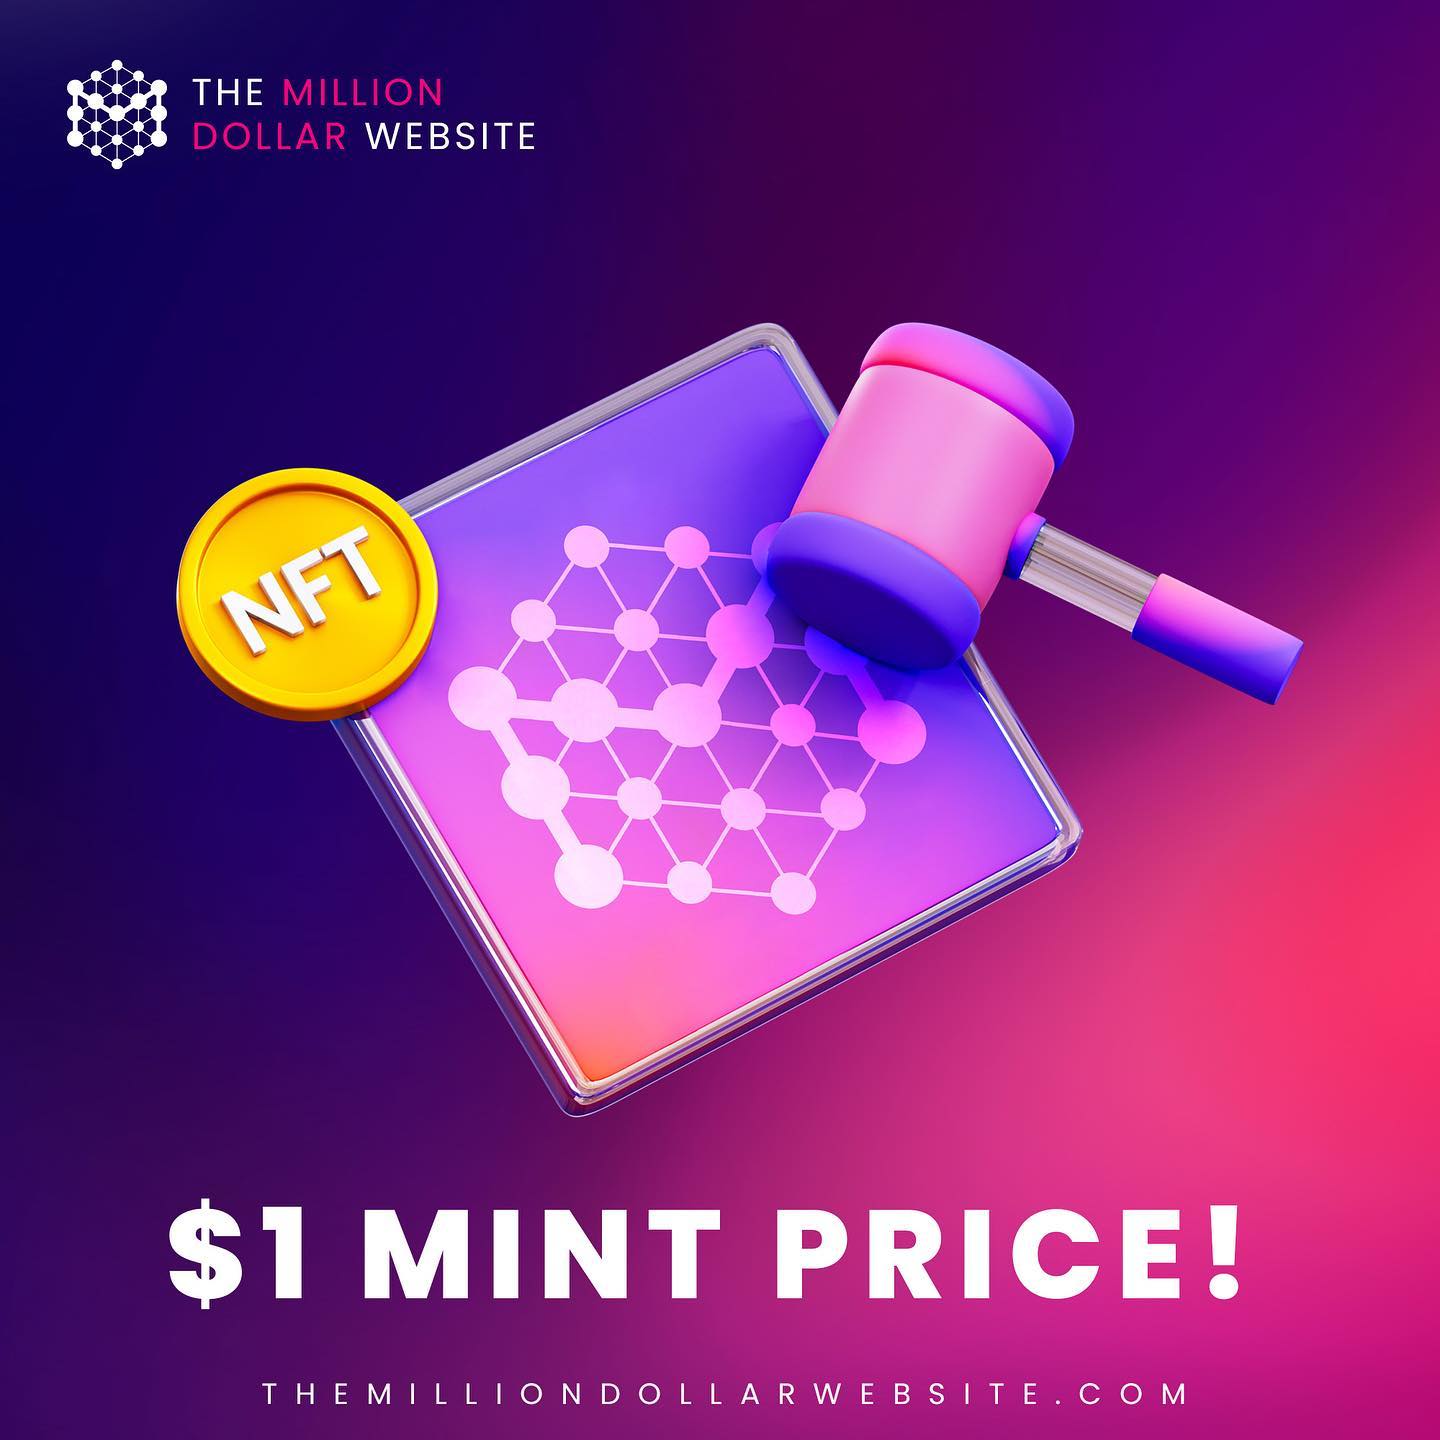 THE MILLION
DOLLAR WEBSITE
NFT
$1 MINT PRICE!
THEMILLIONDOLLARWEBSITE.COM